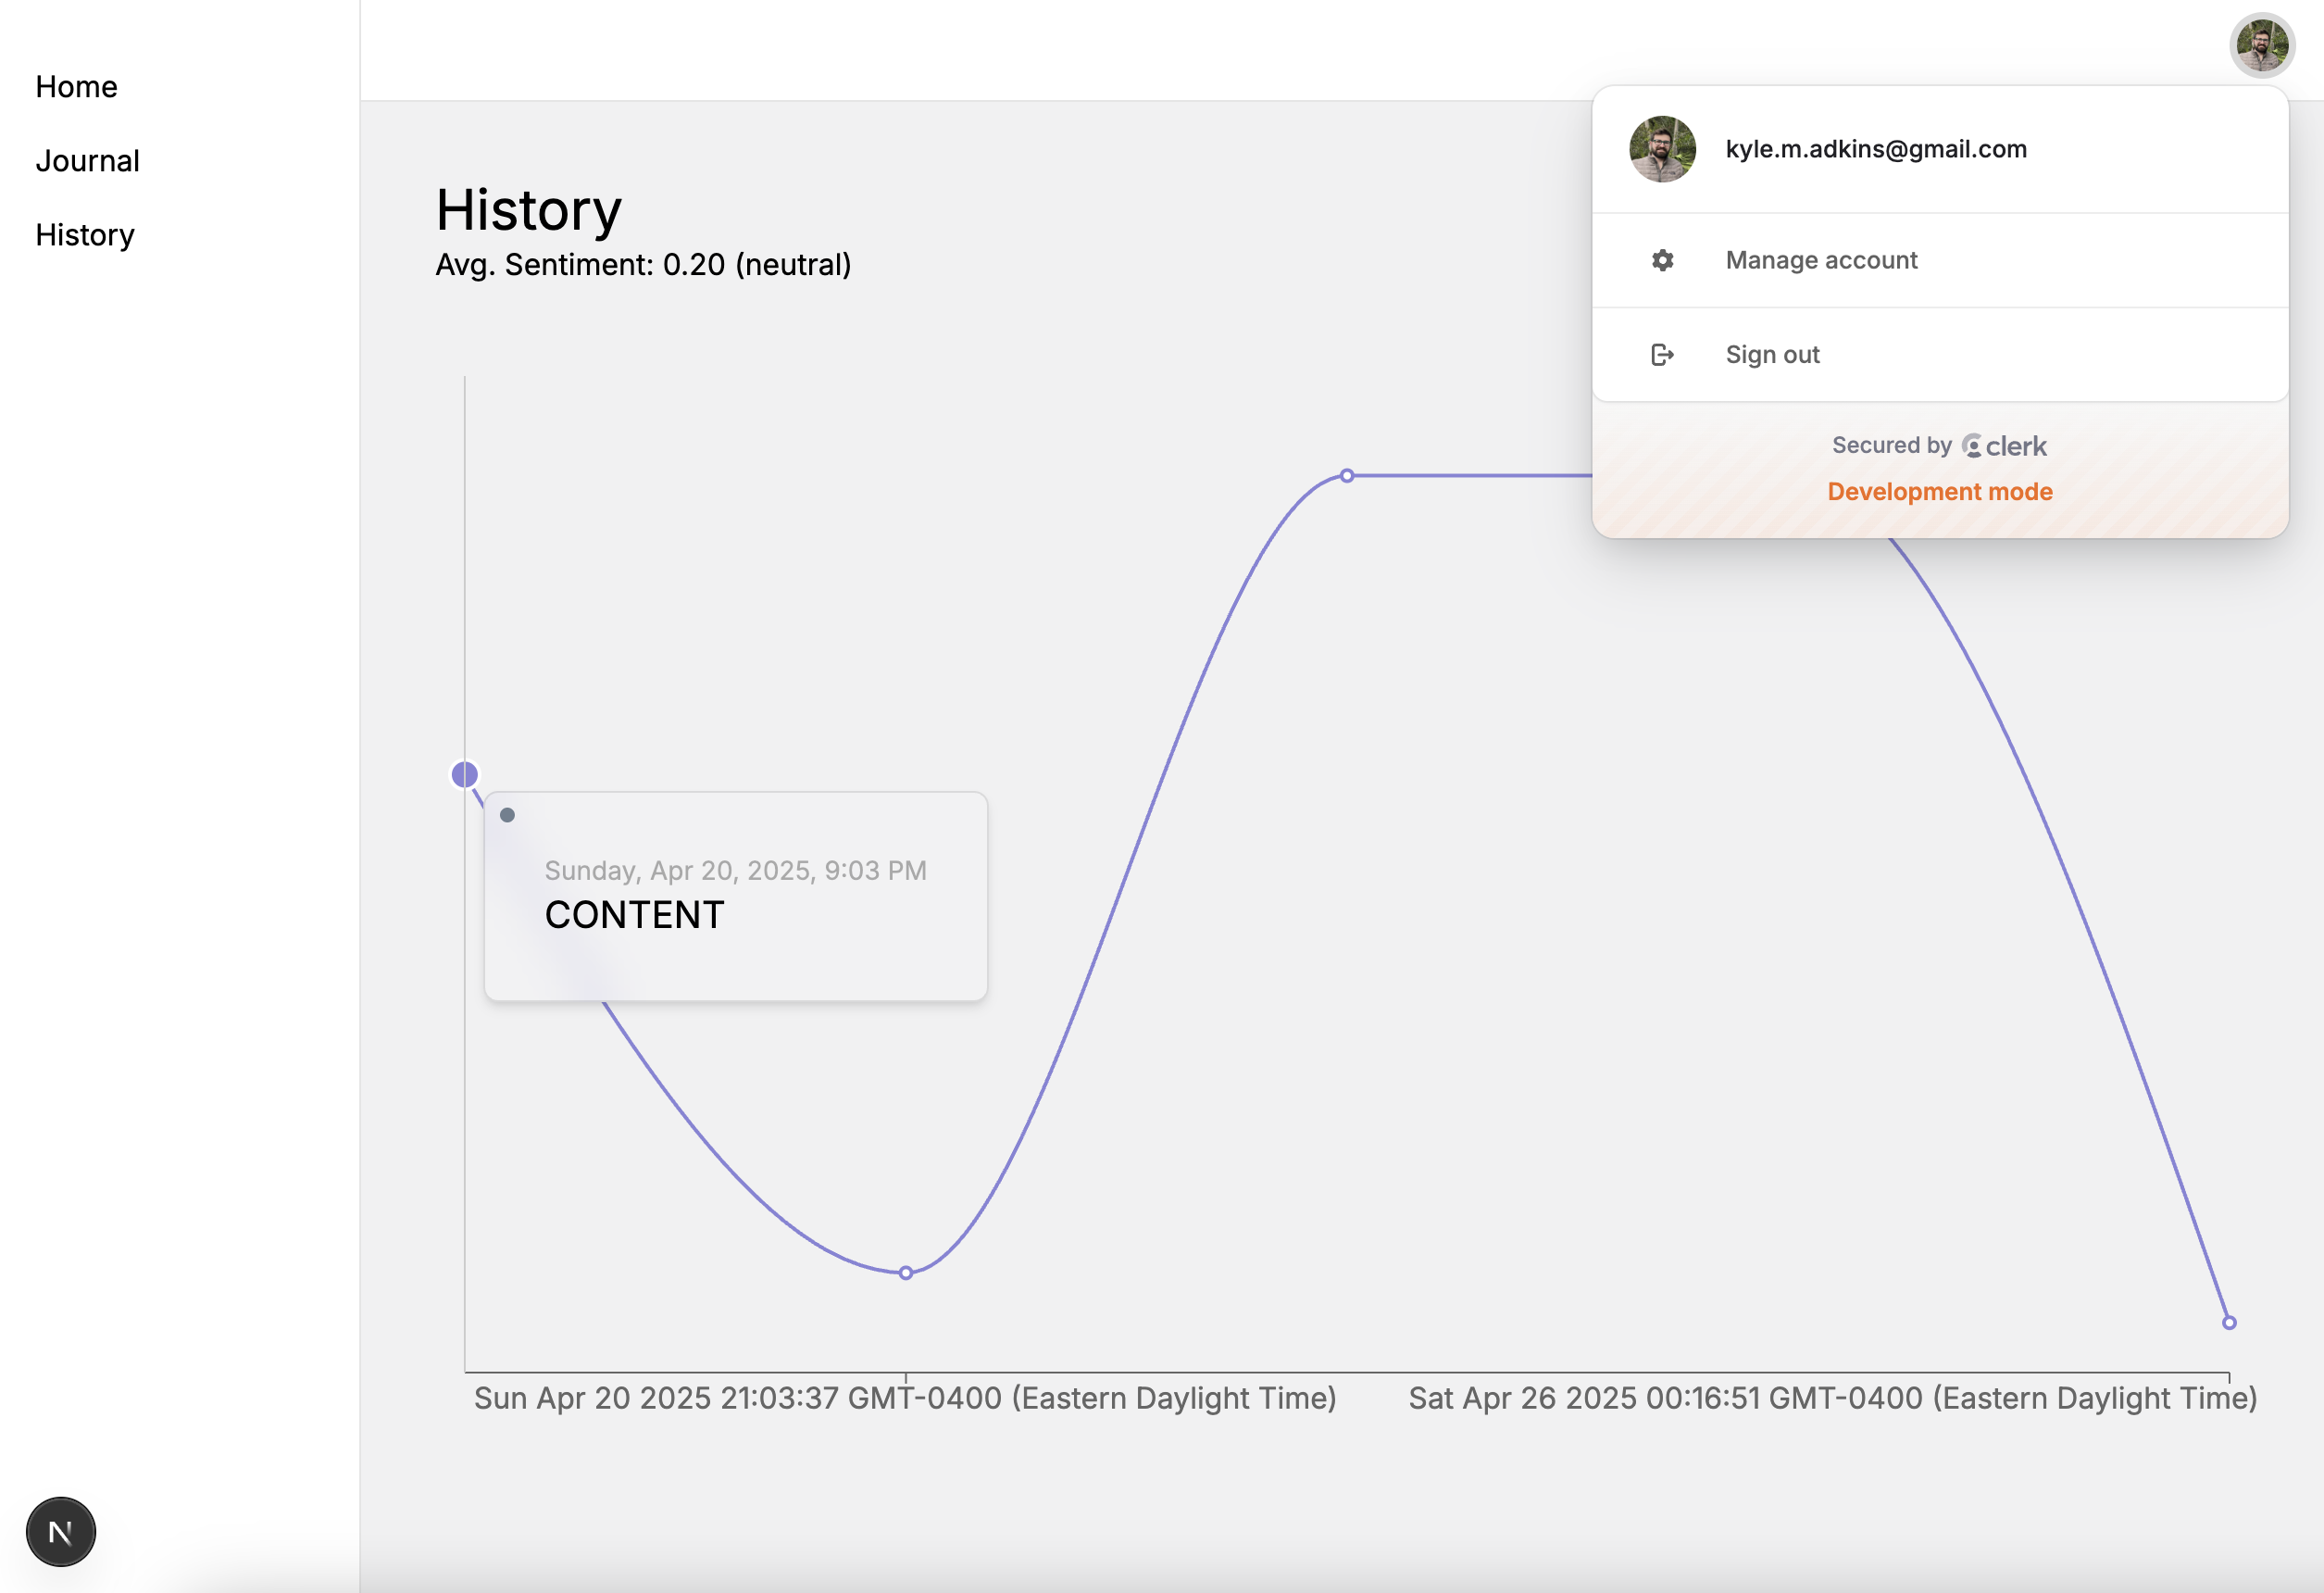 Home
Journal
History
History
Avg. Sentiment: 0.20 (neutral)
kyle.m.adkins@gmail.com
Manage account
Sign out
Secured by clerk
Development mode
Sunday, Apr 20, 2025, 9:03 PM
CONTENT
Sun Apr 20 2025 21:03:37 GMT-0400 (Eastern Daylight Time)
Sat Apr 26 2025 00:16:51 GMT-0400 (Eastern Daylight Time)
N